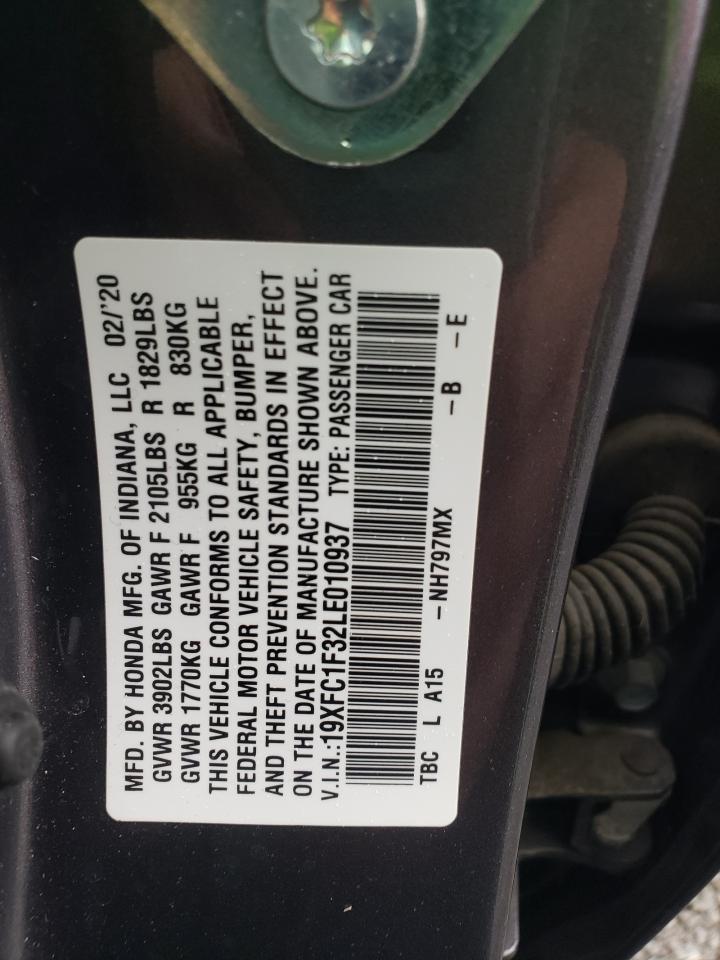 MFD. BY HONDA MFG. OF INDIANA, LLC 02/'20
GVWR 3902LBS GAWR F 2105LBS R 1829LBS
GVWR 1770KG GAWR F 955KG R 830KG
THIS VEHICLE CONFORMS TO ALL APPLICABLE
FEDERAL MOTOR VEHICLE SAFETY, BUMPER,
AND THEFT PREVENTION STANDARDS IN EFFECT
ON THE DATE OF MANUFACTURE SHOWN ABOVE.
V.I.N.:19XFC1F32LE010937 TYPE: PASSENGER CAR
TBC L A15 -NH797MX -B -E